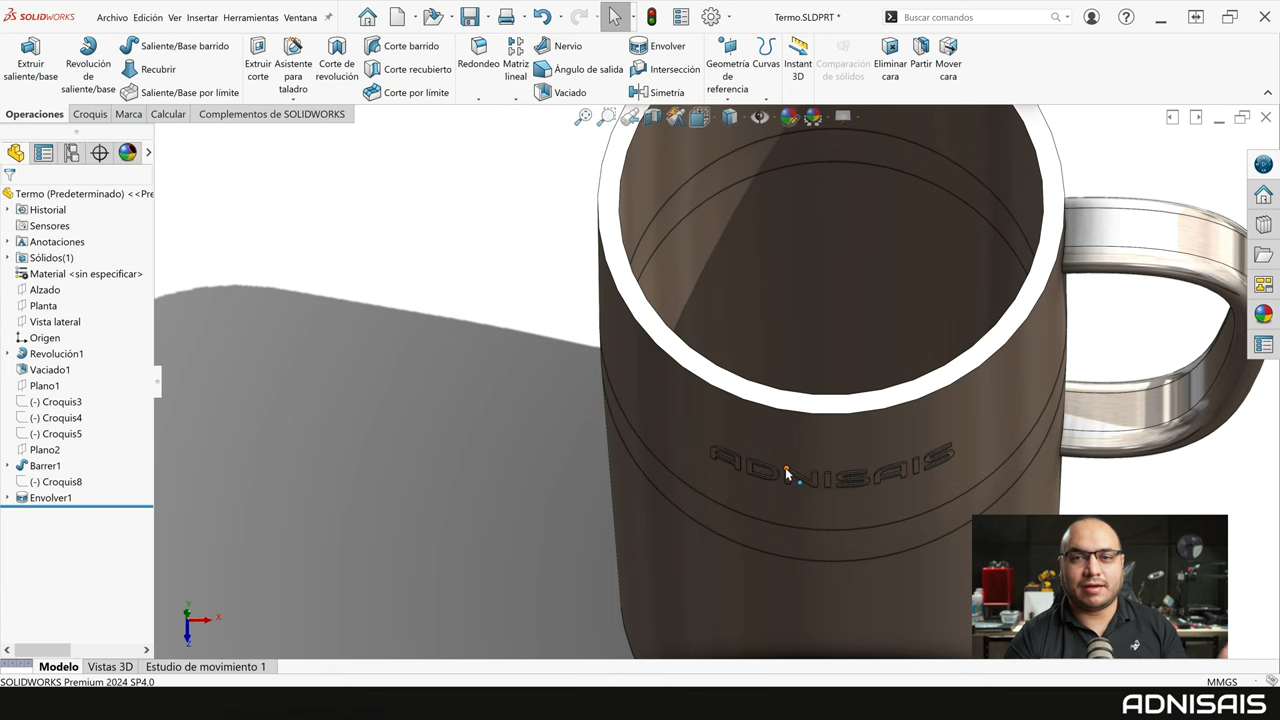 SOLIDWORKS
Archivo Edición Ver Insertar Herramientas Ventana
Termo.SLDPRT *
Buscar comandos
Extruir saliente/base
Revolución de saliente/base
Saliente/Base barrido
Recubrir
Saliente/Base por límite
Extruir corte
Asistente para taladro
Corte de revolución
Corte barrido
Corte recubierto
Corte por límite
Redondeo
Matriz lineal
Nervio
Ángulo de salida
Vaciado
Envolver
Intersección
Simetría
Geometría de referencia
Curvas
Instant 3D
Comparación de sólidos
Eliminar cara
Partir
Mover cara
Operaciones Croquis Marca Calcular Complementos de SOLIDWORKS
Termo (Predeterminado) <<Pre
Historial
Sensores
Anotaciones
Sólidos(1)
Material <sin especificar>
Alzado
Planta
Vista lateral
Origen
Revolución1
Vaciado1
Plano1
(-) Croquis3
(-) Croquis4
(-) Croquis5
Plano2
Barrer1
(-) Croquis8
Envolver1
ADNISAIS
Y
X
Z
Modelo Vistas 3D Estudio de movimiento 1
SOLIDWORKS Premium 2024 SP4.0
MMGS
ADNISAIS